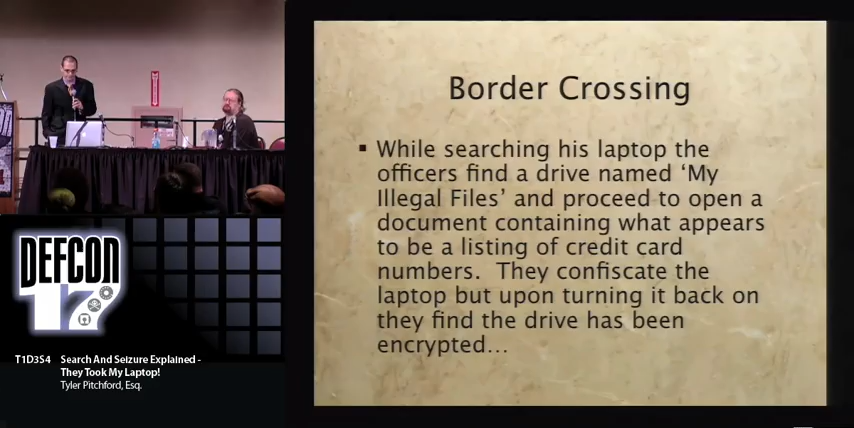 Border Crossing
▪ While searching his laptop the
officers find a drive named ‘My
Illegal Files’ and proceed to open a
document containing what appears
to be a listing of credit card
numbers.  They confiscate the
laptop but upon turning it back on
they find the drive has been
encrypted...
DEFCON
17
T1D3S4 Search And Seizure Explained -
They Took My Laptop!
Tyler Pitchford, Esq.